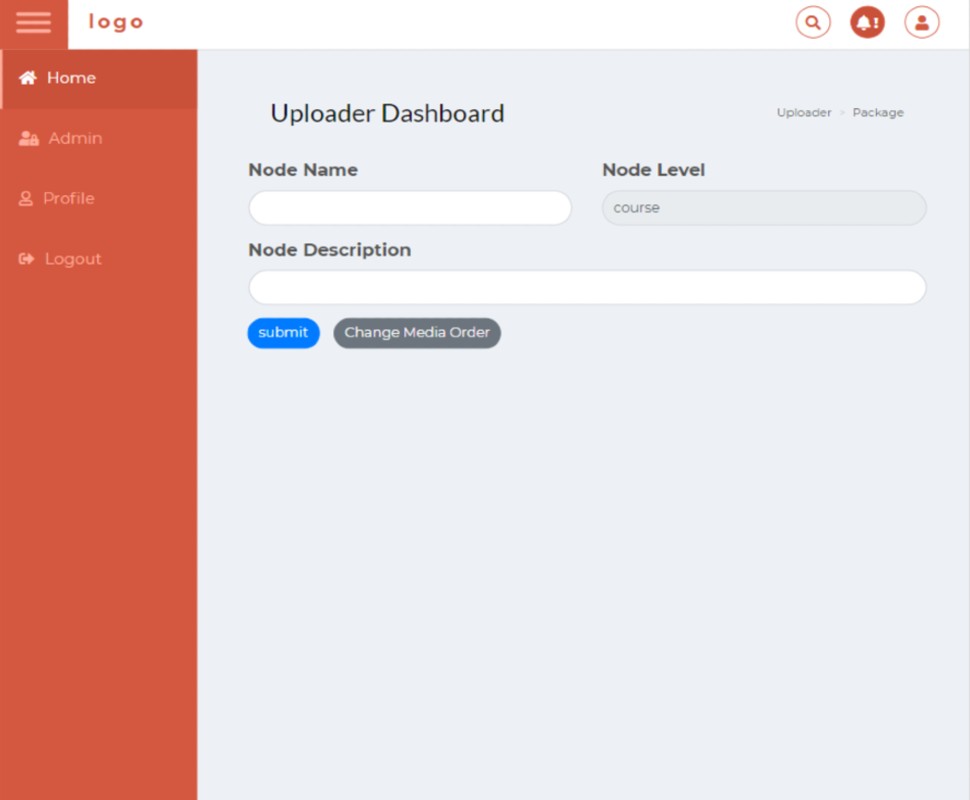 logo
!
Home
Admin
Profile
Logout
Uploader Dashboard
Uploader > Package
Node Name
Node Level
course
Node Description
submit
Change Media Order